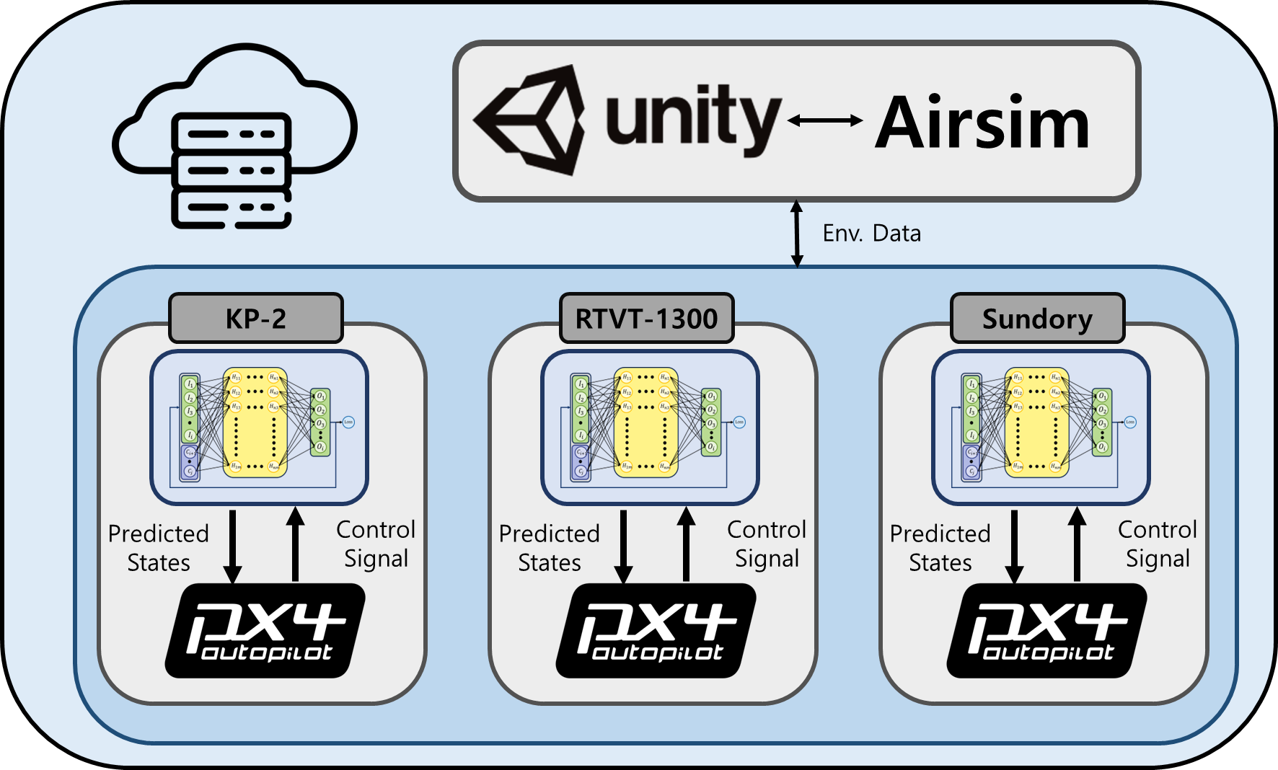 unity Airsim
Env. Data
KP-2
RTVT-1300
Sundory
Predicted
States
Control
Signal
Predicted
States
Control
Signal
Predicted
States
Control
Signal
px4
autopilot
px4
autopilot
px4
autopilot